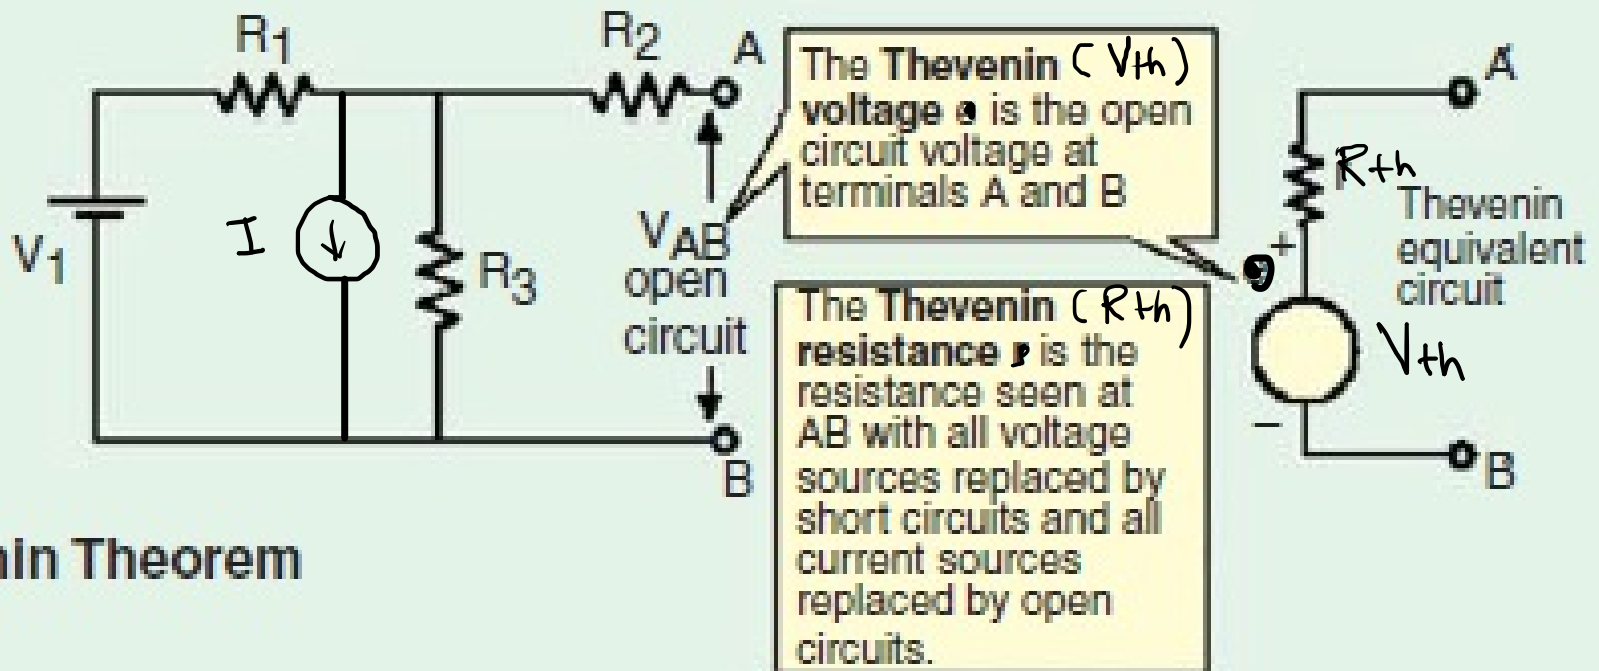 R1
R2
A
V1
I
R3
VAB
open
circuit
B
The Thevenin (Vth)
voltage is the open
circuit voltage at
terminals A and B
The Thevenin (Rth)
resistance is the
resistance seen at
AB with all voltage
sources replaced by
short circuits and all
current sources
replaced by open
circuits.
A
Rth
Thevenin
equivalent
circuit
+
Vth
−
B
Theorem